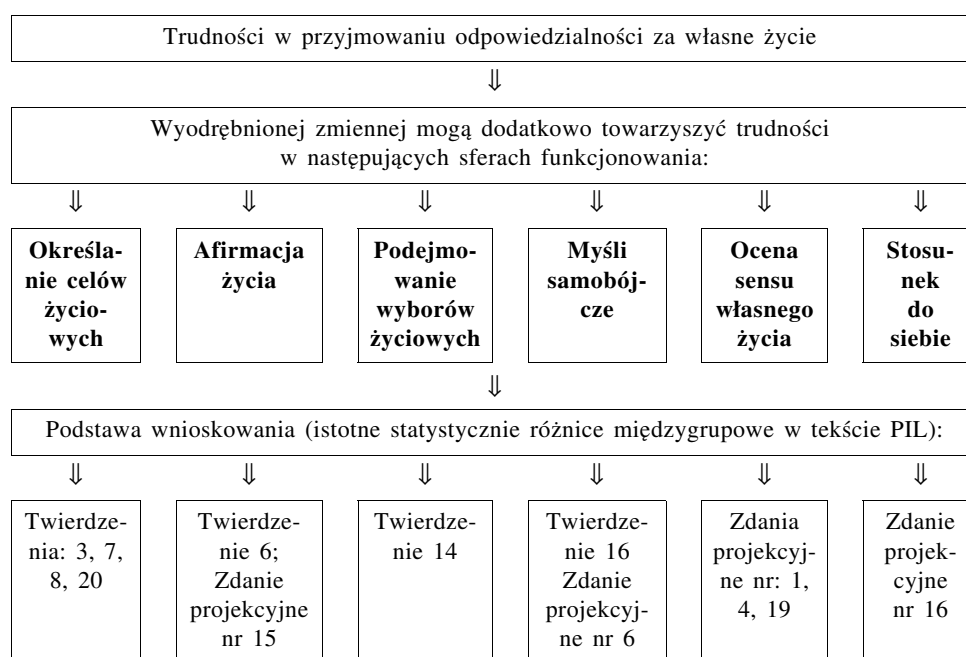 Trudności w przyjmowaniu odpowiedzialności za własne życie
⇓
Wyodrębnionej zmiennej mogą dodatkowo towarzyszyć trudności
w następujących sferach funkcjonowania:
⇓ ⇓ ⇓ ⇓ ⇓ ⇓
Określa-
nie celów
życio-
wych
Afirmacja
życia
Podejmo-
wanie
wyborów
życiowych
Myśli
samobój-
cze
Ocena
sensu
własnego
życia
Stosu-
nek
do
siebie
⇓
Podstawa wnioskowania (istotne statystycznie różnice międzygrupowe w tekście PIL):
⇓ ⇓ ⇓ ⇓ ⇓ ⇓
Twierdze-
nia: 3, 7,
8, 20
Twierdze-
nie 6;
Zdanie
projekcyjne
nr 15
Twierdze-
nie 14
Twierdze-
nie 16
Zdanie
projekcyj-
ne nr 6
Zdania
projekcyj-
ne nr: 1,
4, 19
Zdanie
projek-
cyjne
nr 16